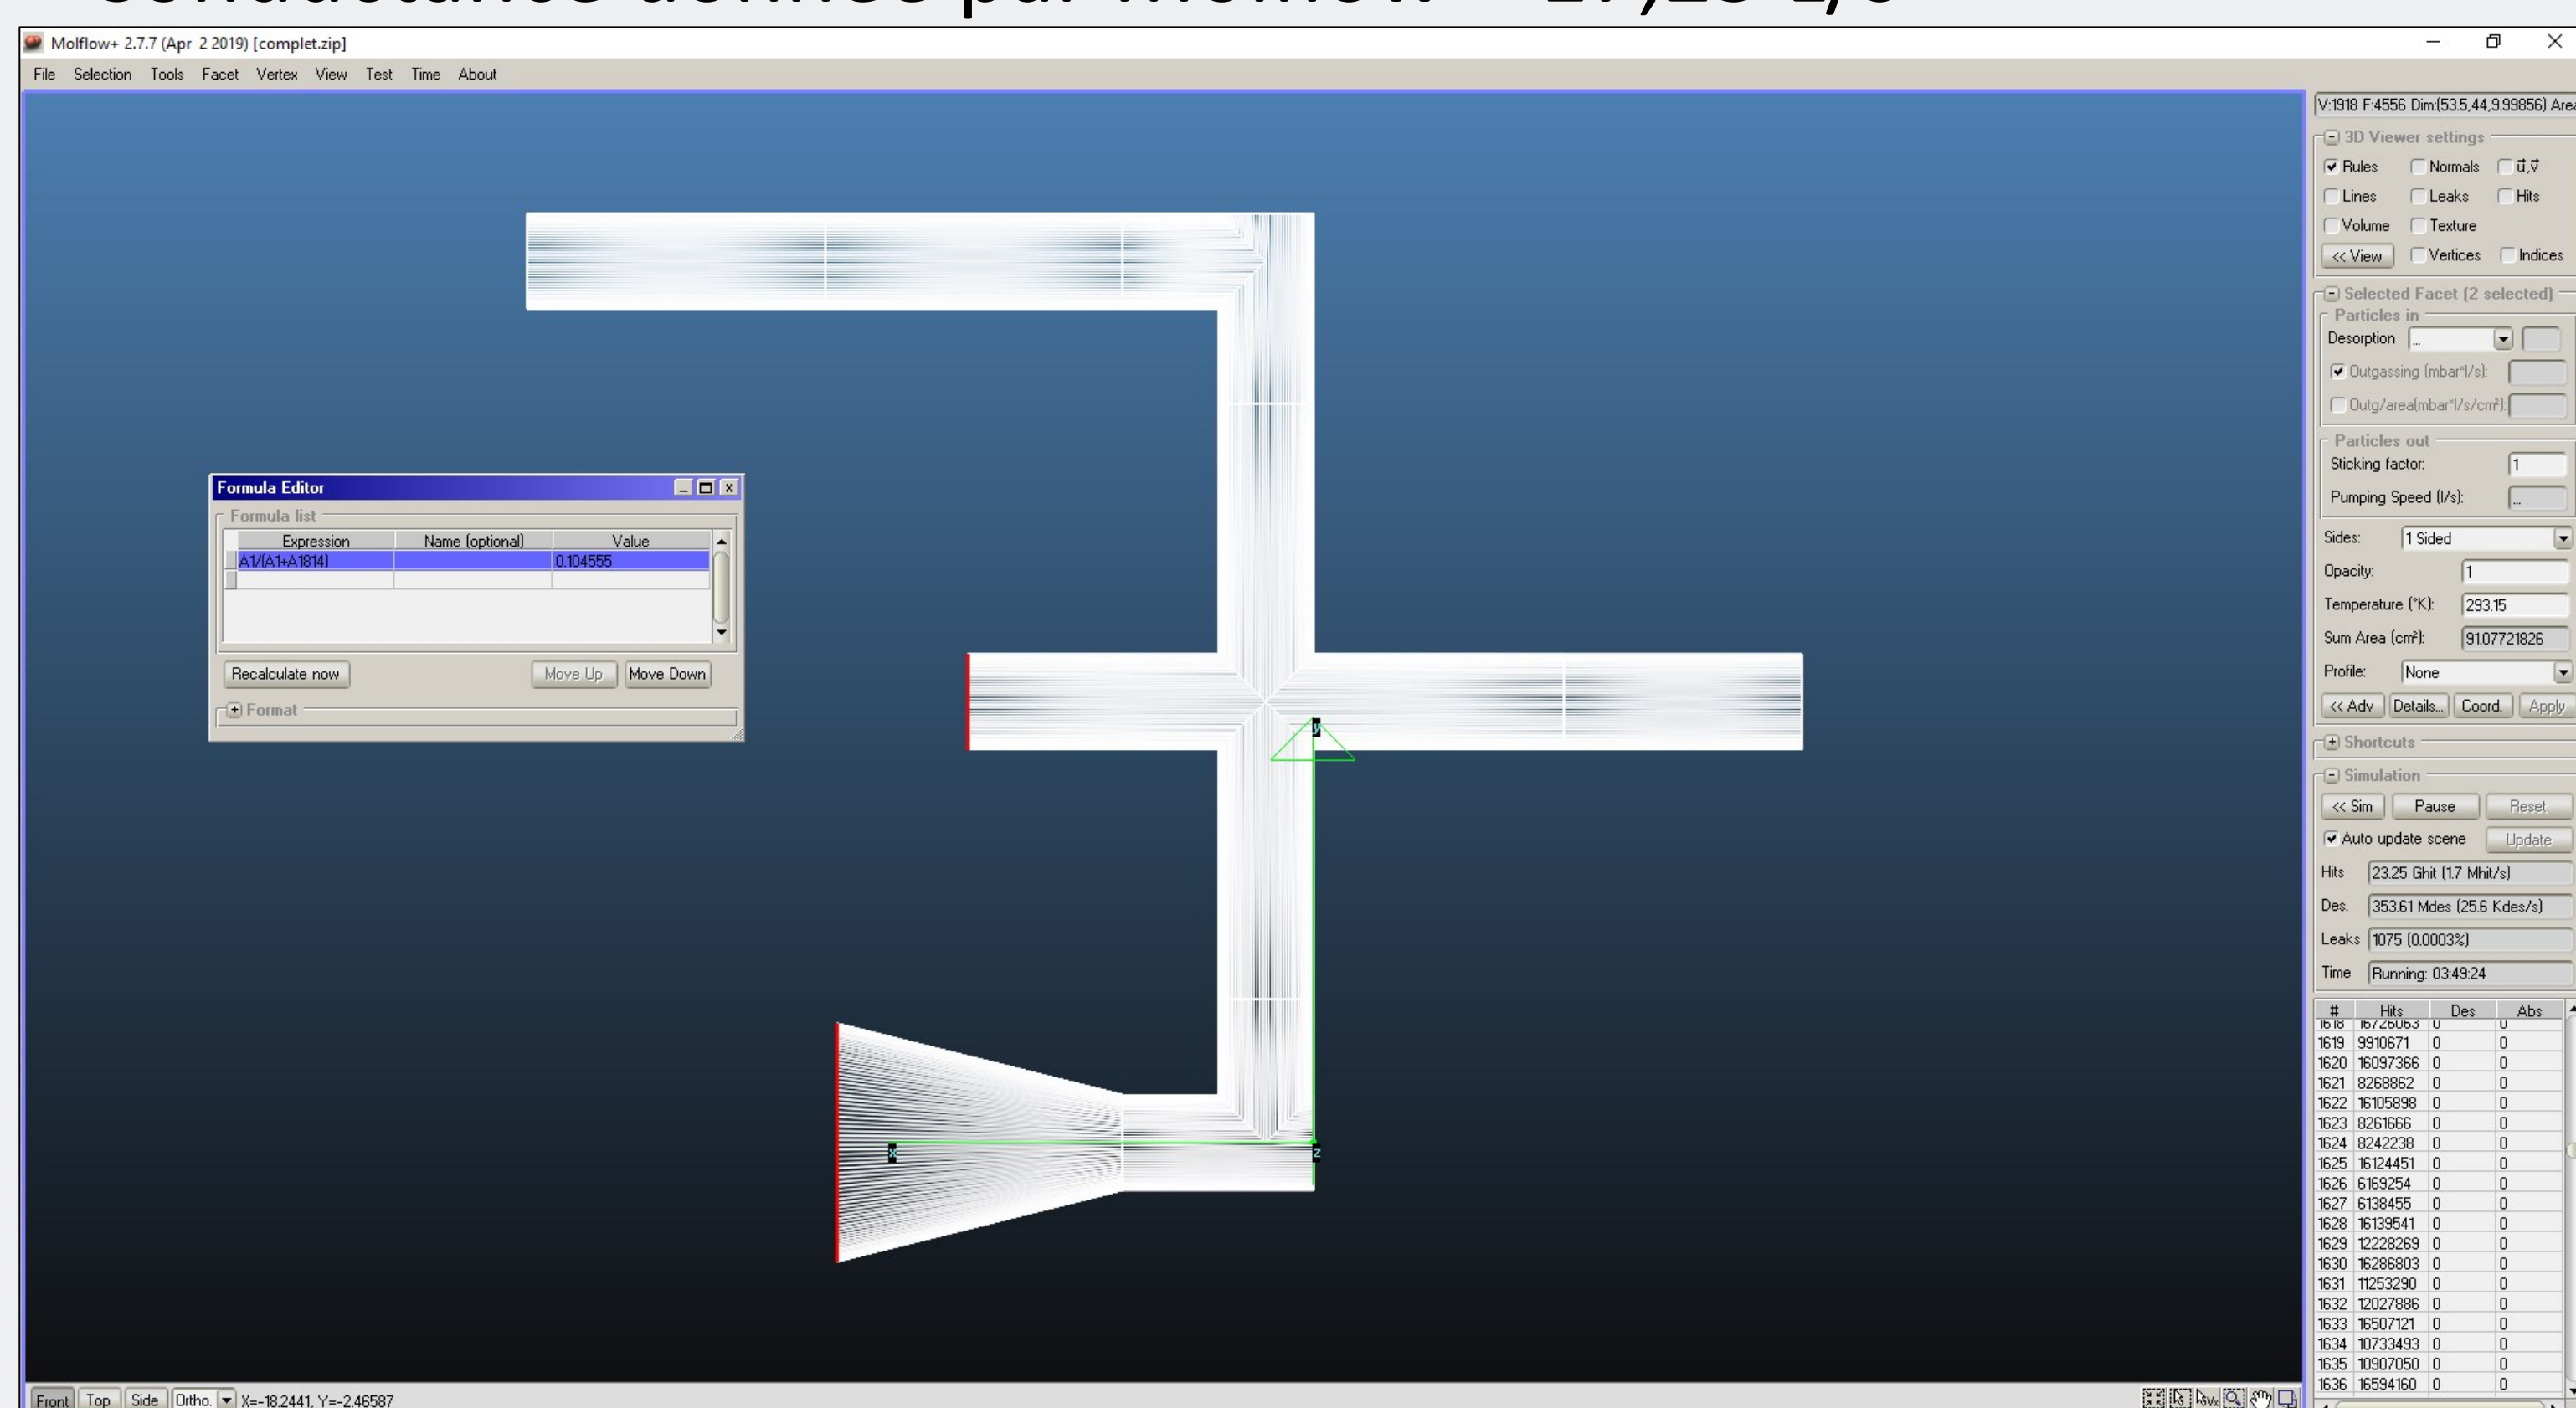 Conductance donnée par Molflow = 17,15 L/s
Molflow+ 2.7.7 (Apr 2 2019) [complet.zip]
File Selection Tools Facet Vertex View Test Time About
V:1918 F:4556 Dim:(53.5,44,9.99856) Area
3D Viewer settings
Rules Normals u,v
Lines Leaks Hits
Volume Texture
<< View Vertices Indices
Selected Facet (2 selected)
Particles in
Desorption ...
Outgassing (mbar*l/s):
Outg/area(mbar*l/s/cm²):
Particles out
Sticking factor: 1
Pumping Speed (l/s): ...
Sides: 1 Sided
Opacity: 1
Temperature (°K): 293.15
Sum Area (cm²): 91.07721826
Profile: None
<< Adv Details... Coord. Apply
Shortcuts
Simulation
<< Sim Pause Reset
Auto update scene Update
Hits 23.25 Ghit (1.7 Mhit/s)
Des. 353.61 Mdes (25.6 Kdes/s)
Leaks 1075 (0.0003%)
Time Running: 03:49:24
# Hits Des Abs
1618 16726063 0 0
1619 9910671 0 0
1620 16097366 0 0
1621 8268862 0 0
1622 16105898 0 0
1623 8261666 0 0
1624 8242238 0 0
1625 16124451 0 0
1626 6169254 0 0
1627 6138455 0 0
1628 16139541 0 0
1629 12228269 0 0
1630 16286803 0 0
1631 11253290 0 0
1632 12027886 0 0
1633 16507121 0 0
1634 10733493 0 0
1635 10907050 0 0
1636 16594160 0 0
Formula Editor
Formula list
Expression Name (optional) Value
A1/(A1+A1814) 0.104555
Recalculate now Move Up Move Down
Format
y
x z
Front Top Side Ortho. X=-18.2441, Y=-2.46587